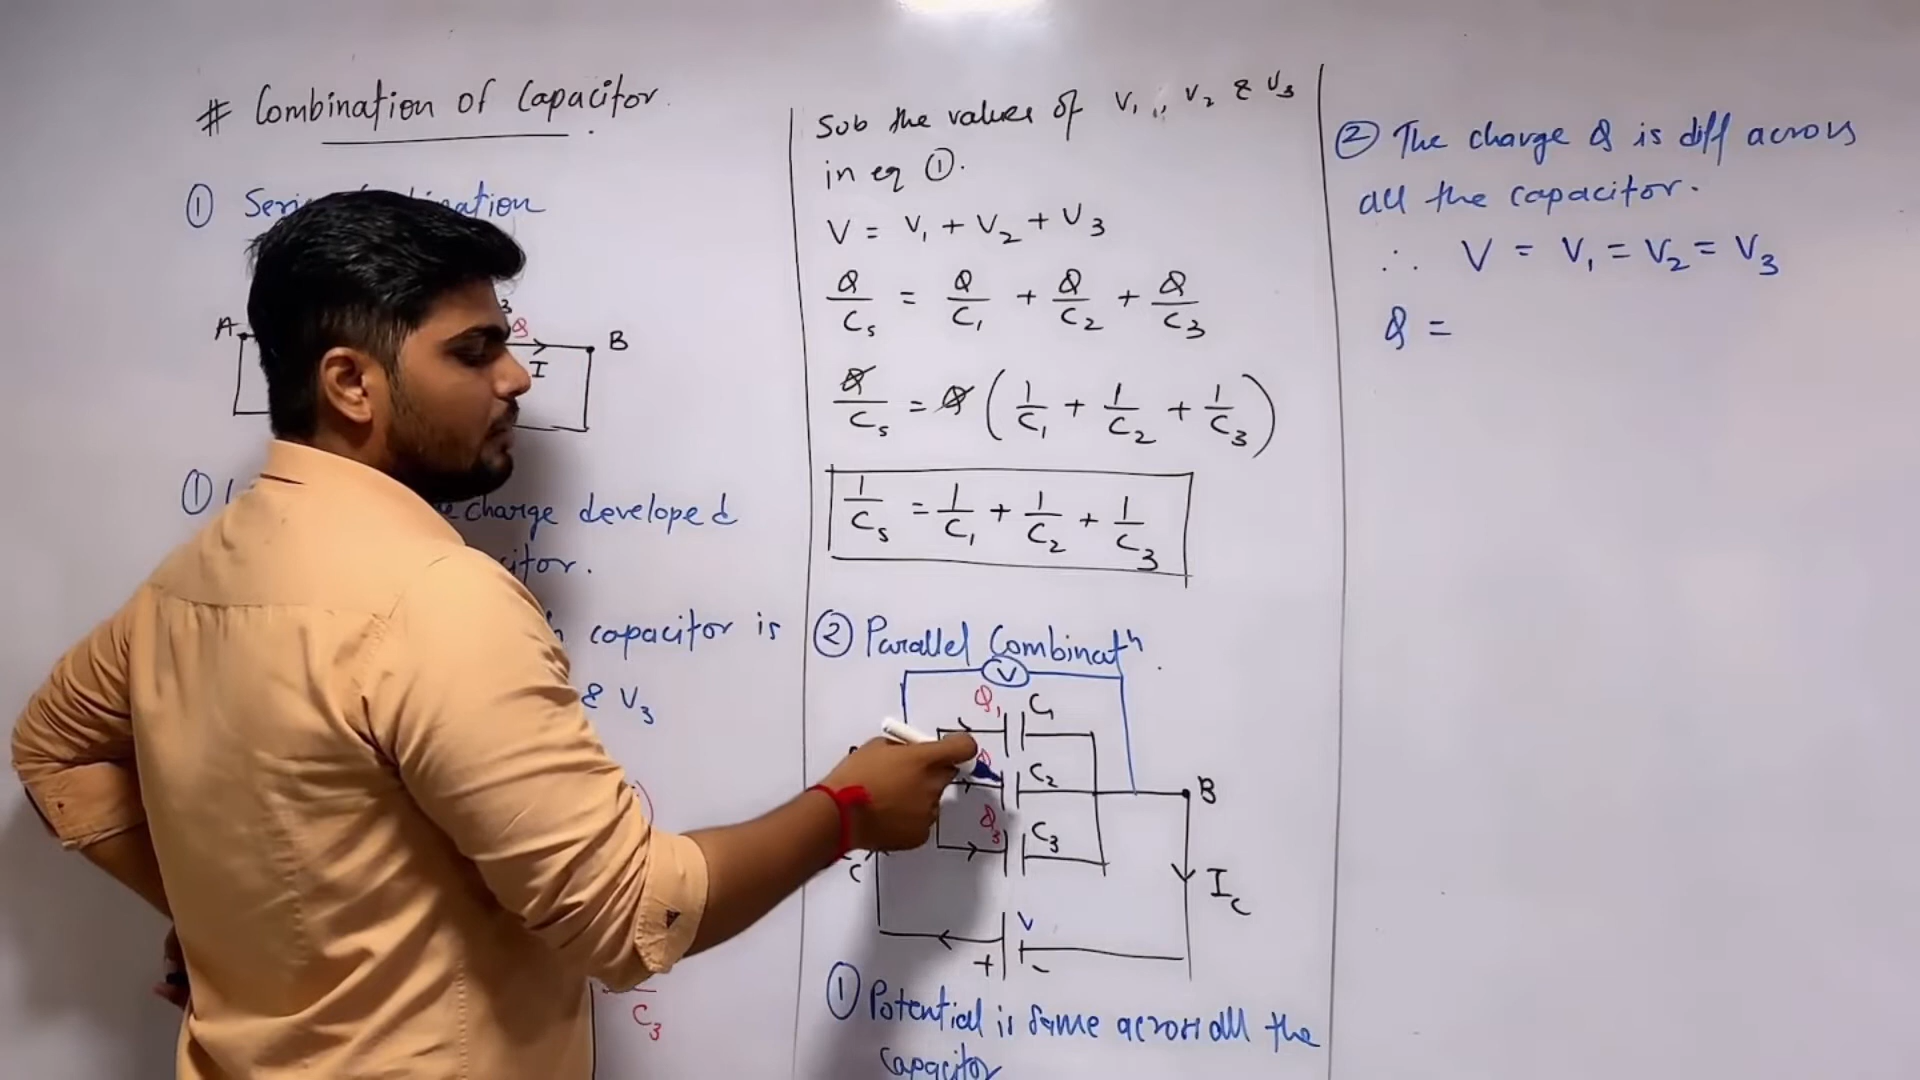 # Combination of Capacitor
① 
A
3
Q
I
B
①
charge developed
capacitor is
& V₃
C₃
Sub the values of V₁, V₂ & V₃
in eq ①.
V = V₁ + V₂ + V₃
Q/Cs = Q/C₁ + Q/C₂ + Q/C₃
Q/Cs = Q (1/C₁ + 1/C₂ + 1/C₃)
1/Cs = 1/C₁ + 1/C₂ + 1/C₃
② Parallel Combinatⁿ.
V
Q₁ C₁
C₂
B
Q₃ C₃
C
I_C
V
+ -
① Potential is same across all the
capacitor
② The charge Q is diff across
all the capacitor.
∴ V = V₁ = V₂ = V₃
Q =